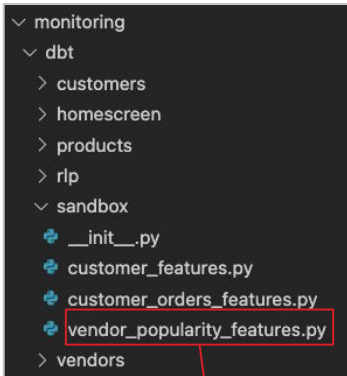 monitoring
dbt
customers
homescreen
products
rlp
sandbox
__init__.py
customer_features.py
customer_orders_features.py
vendor_popularity_features.py
vendors